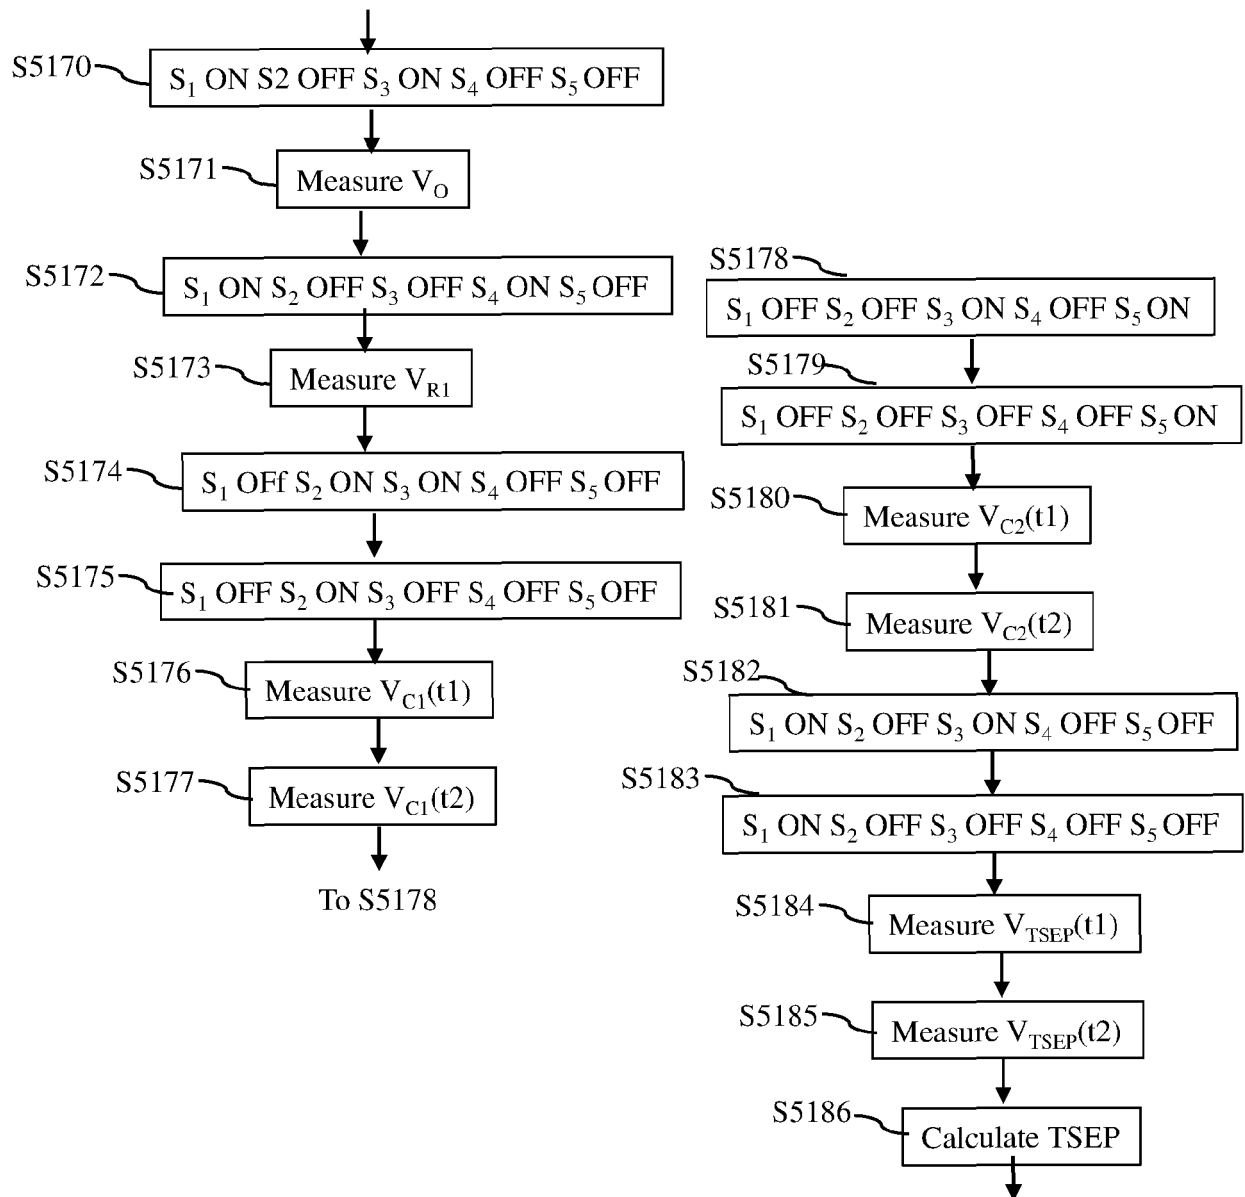 S5170
S1 ON S2 OFF S3 ON S4 OFF S5 OFF
S5171
Measure VO
S5172
S1 ON S2 OFF S3 OFF S4 ON S5 OFF
S5173
Measure VR1
S5174
S1 OFf S2 ON S3 ON S4 OFF S5 OFF
S5175
S1 OFF S2 ON S3 OFF S4 OFF S5 OFF
S5176
Measure VC1(t1)
S5177
Measure VC1(t2)
To S5178
S5178
S1 OFF S2 OFF S3 ON S4 OFF S5 ON
S5179
S1 OFF S2 OFF S3 OFF S4 OFF S5 ON
S5180
Measure VC2(t1)
S5181
Measure VC2(t2)
S5182
S1 ON S2 OFF S3 ON S4 OFF S5 OFF
S5183
S1 ON S2 OFF S3 OFF S4 OFF S5 OFF
S5184
Measure VTSEP(t1)
S5185
Measure VTSEP(t2)
S5186
Calculate TSEP